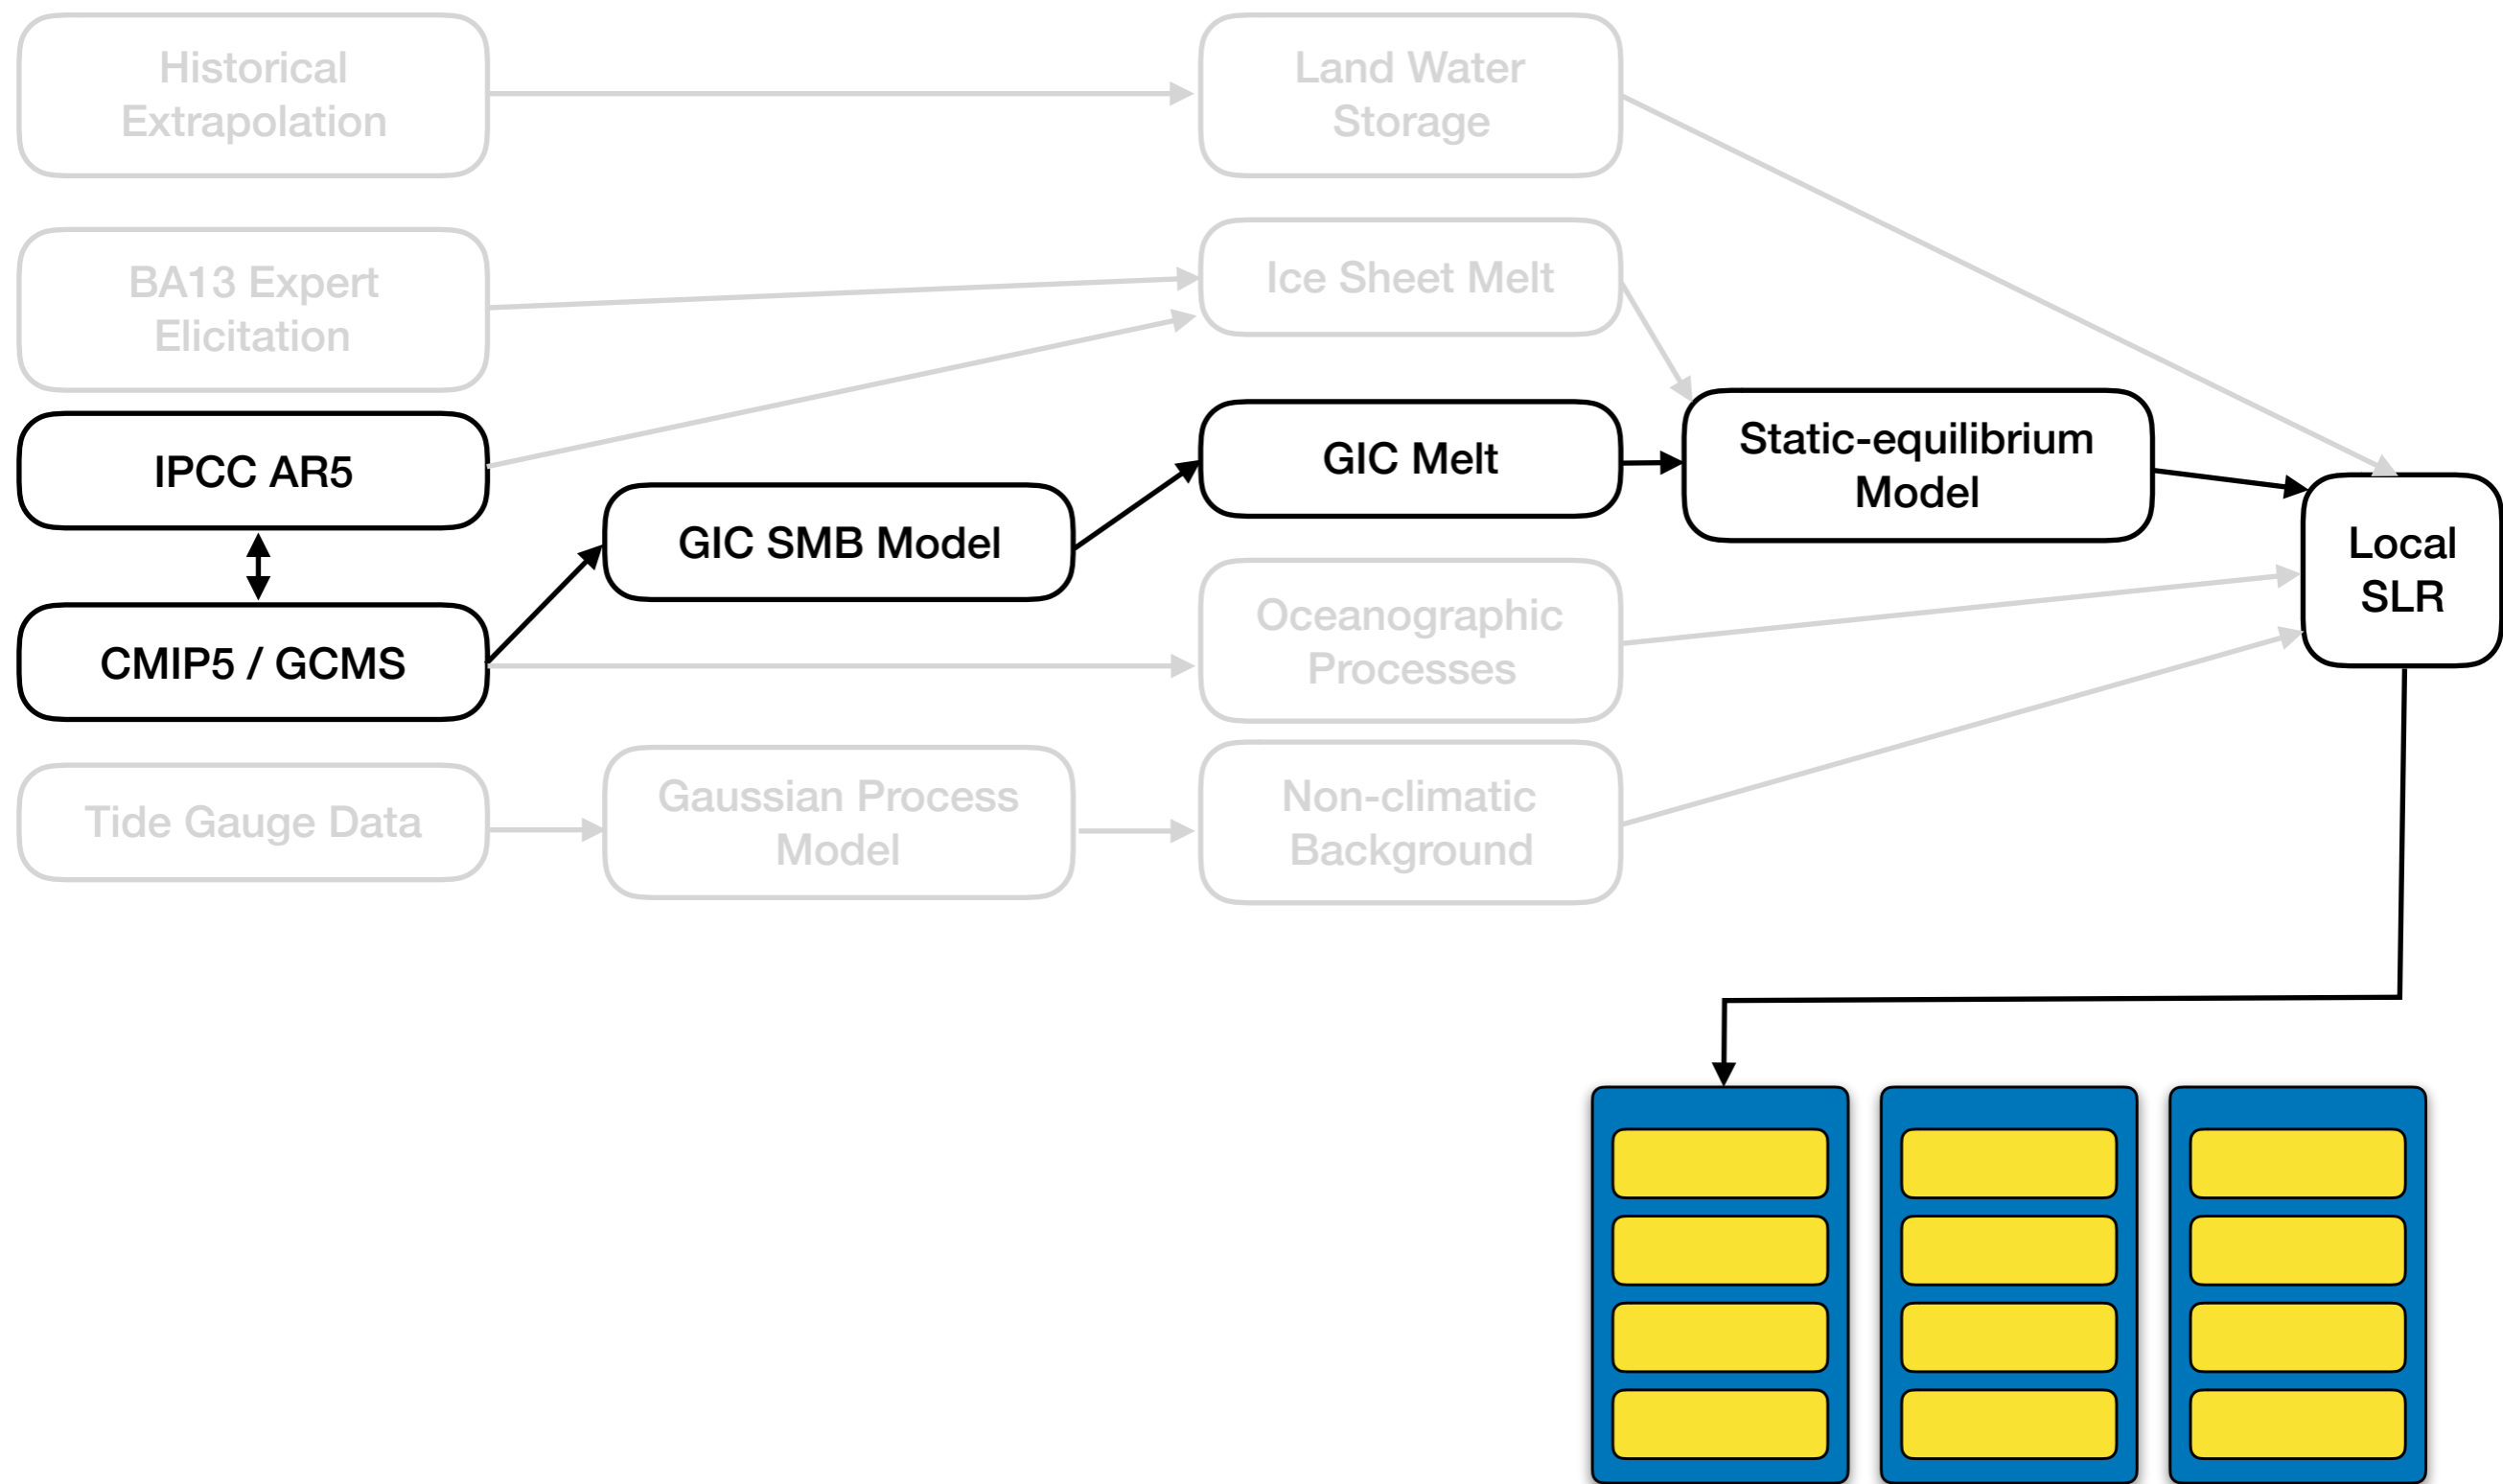 Historical
Extrapolation
Land Water
Storage
BA13 Expert
Elicitation
Ice Sheet Melt
IPCC AR5
GIC Melt
Static-equilibrium
Model
GIC SMB Model
Local
SLR
CMIP5 / GCMS
Oceanographic
Processes
Tide Gauge Data
Gaussian Process
Model
Non-climatic
Background